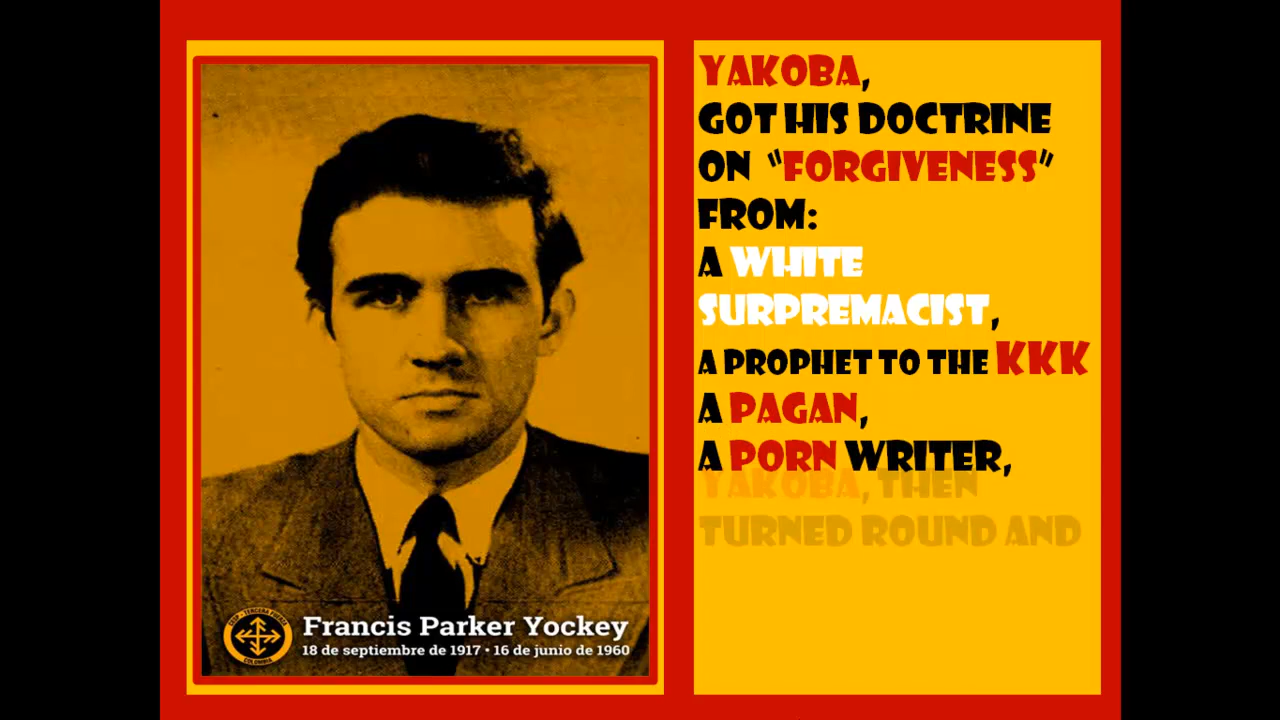 YAKOBA,
GOT HIS DOCTRINE
ON "FORGIVENESS"
FROM:
A WHITE
SURPREMACIST,
A PROPHET TO THE KKK
A PAGAN,
A PORN WRITER,
YAKOBA, THEN
TURNED ROUND AND
Francis Parker Yockey
18 de septiembre de 1917 • 16 de junio de 1960
COLOMBIA